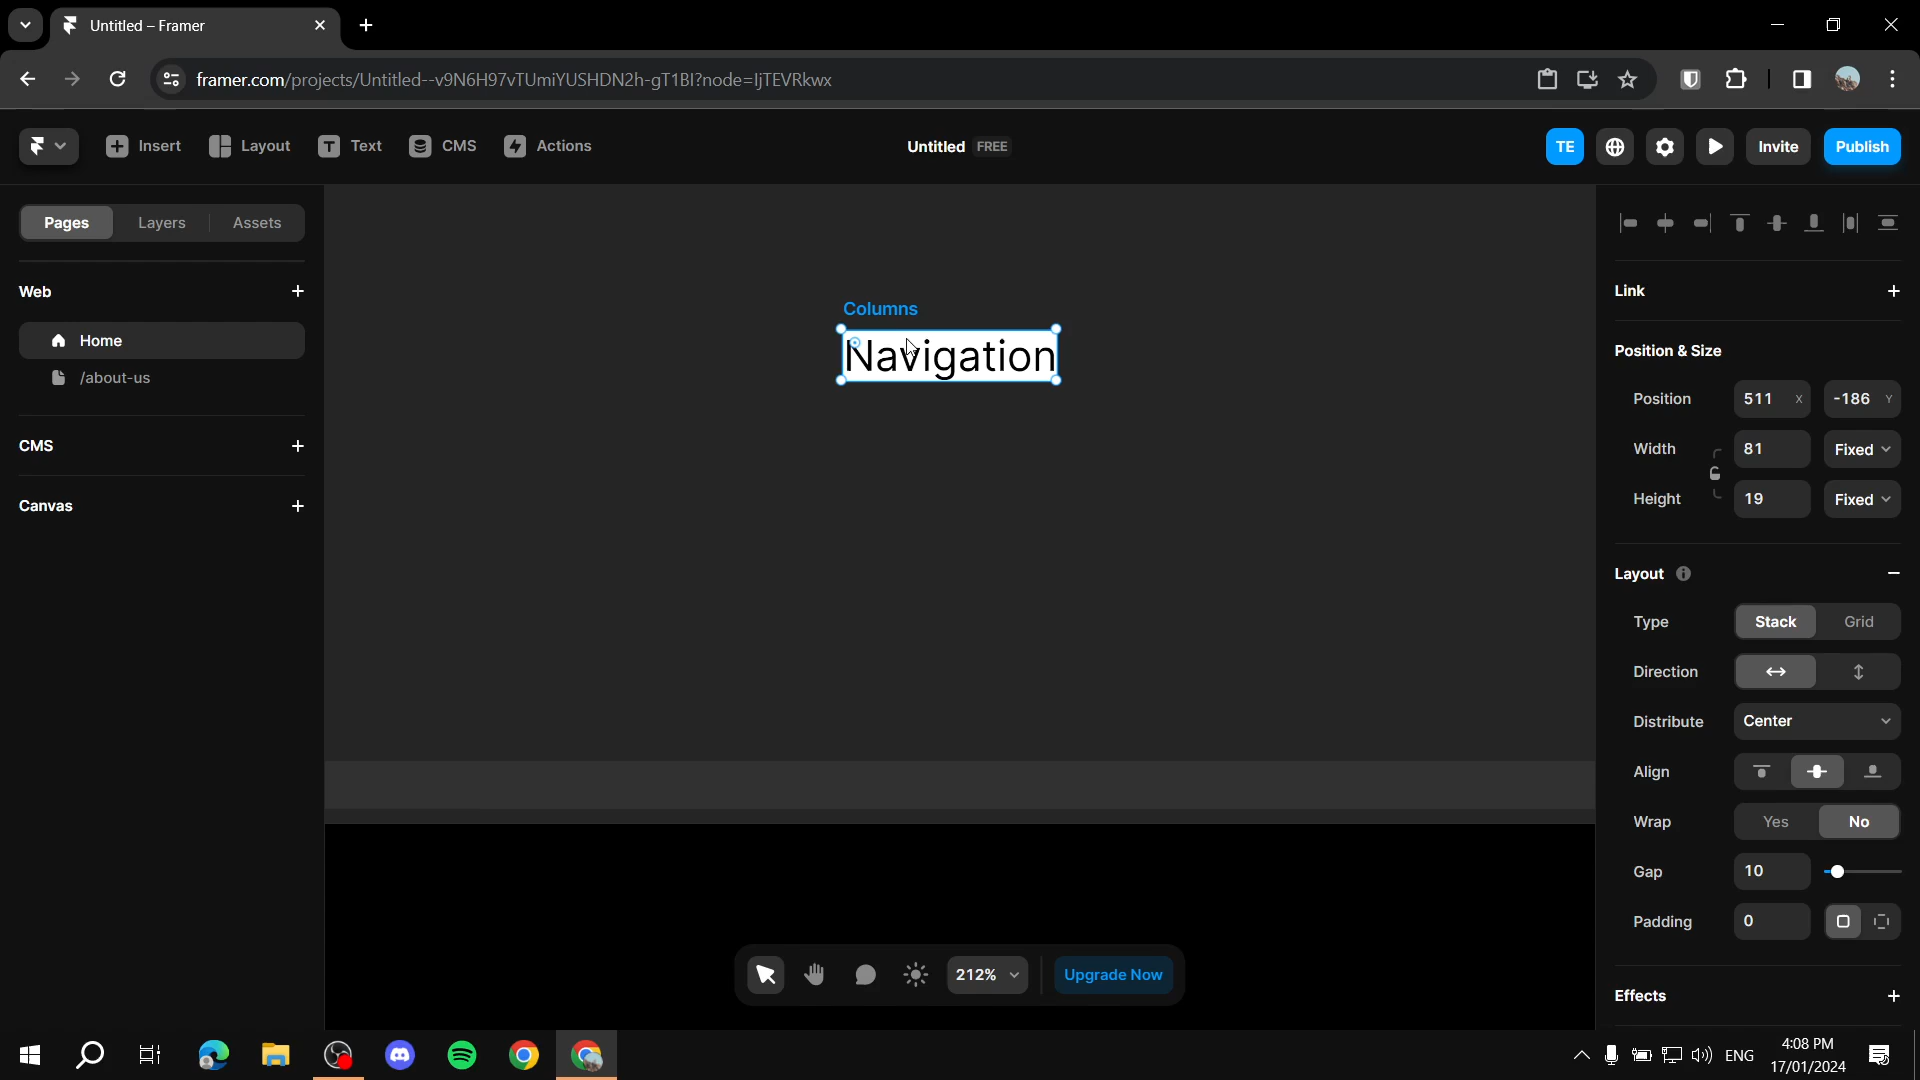 Untitled – Framer
framer.com/projects/Untitled--v9N6H97vTUmiYUSHDN2h-gT1BI?node=IjTEVRkwx
Insert Layout Text CMS Actions Untitled FREE TE Invite Publish
Pages Layers Assets
Web
Home
/about-us
CMS
Canvas
Columns
Navigation
Link
Position & Size
Position 511 X -186 Y
Width 81 Fixed
Height 19 Fixed
Layout
Type Stack Grid
Direction
Distribute Center
Align
Wrap Yes No
Gap 10
Padding 0
Effects
212% Upgrade Now
ENG
4:08 PM
17/01/2024